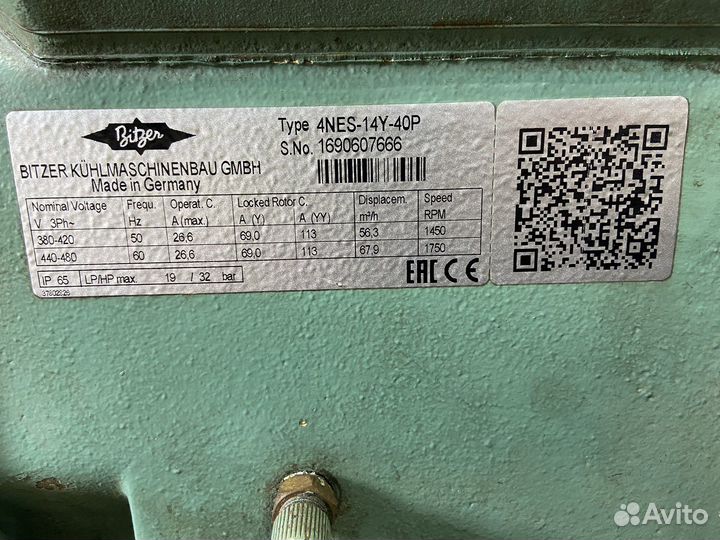 Bitzer
Type 4NES-14Y-40P
S.No. 1690607666
BITZER KÜHLMASCHINENBAU GMBH
Made in Germany
Nominal Voltage Frequ. Operat. C. Locked Rotor C. Displacem. Speed
V 3Ph~ Hz A (max.) A (Y) A (YY) m³/h RPM
380-420 50 26,6 69,0 113 56,3 1450
440-480 60 26,6 69,0 113 67,9 1750
IP 65 LP/HP max. 19 / 32 bar
EAC CE
Avito